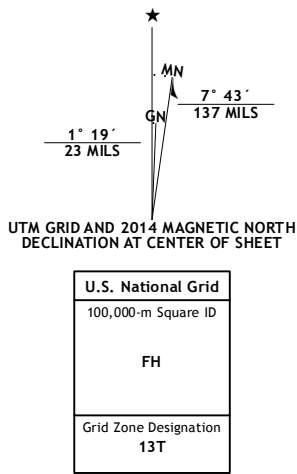 ★
MN
GN
7° 43´
137 MILS
1° 19´
23 MILS
UTM GRID AND 2014 MAGNETIC NORTH
DECLINATION AT CENTER OF SHEET
U.S. National Grid
100,000-m Square ID
FH
Grid Zone Designation
13T